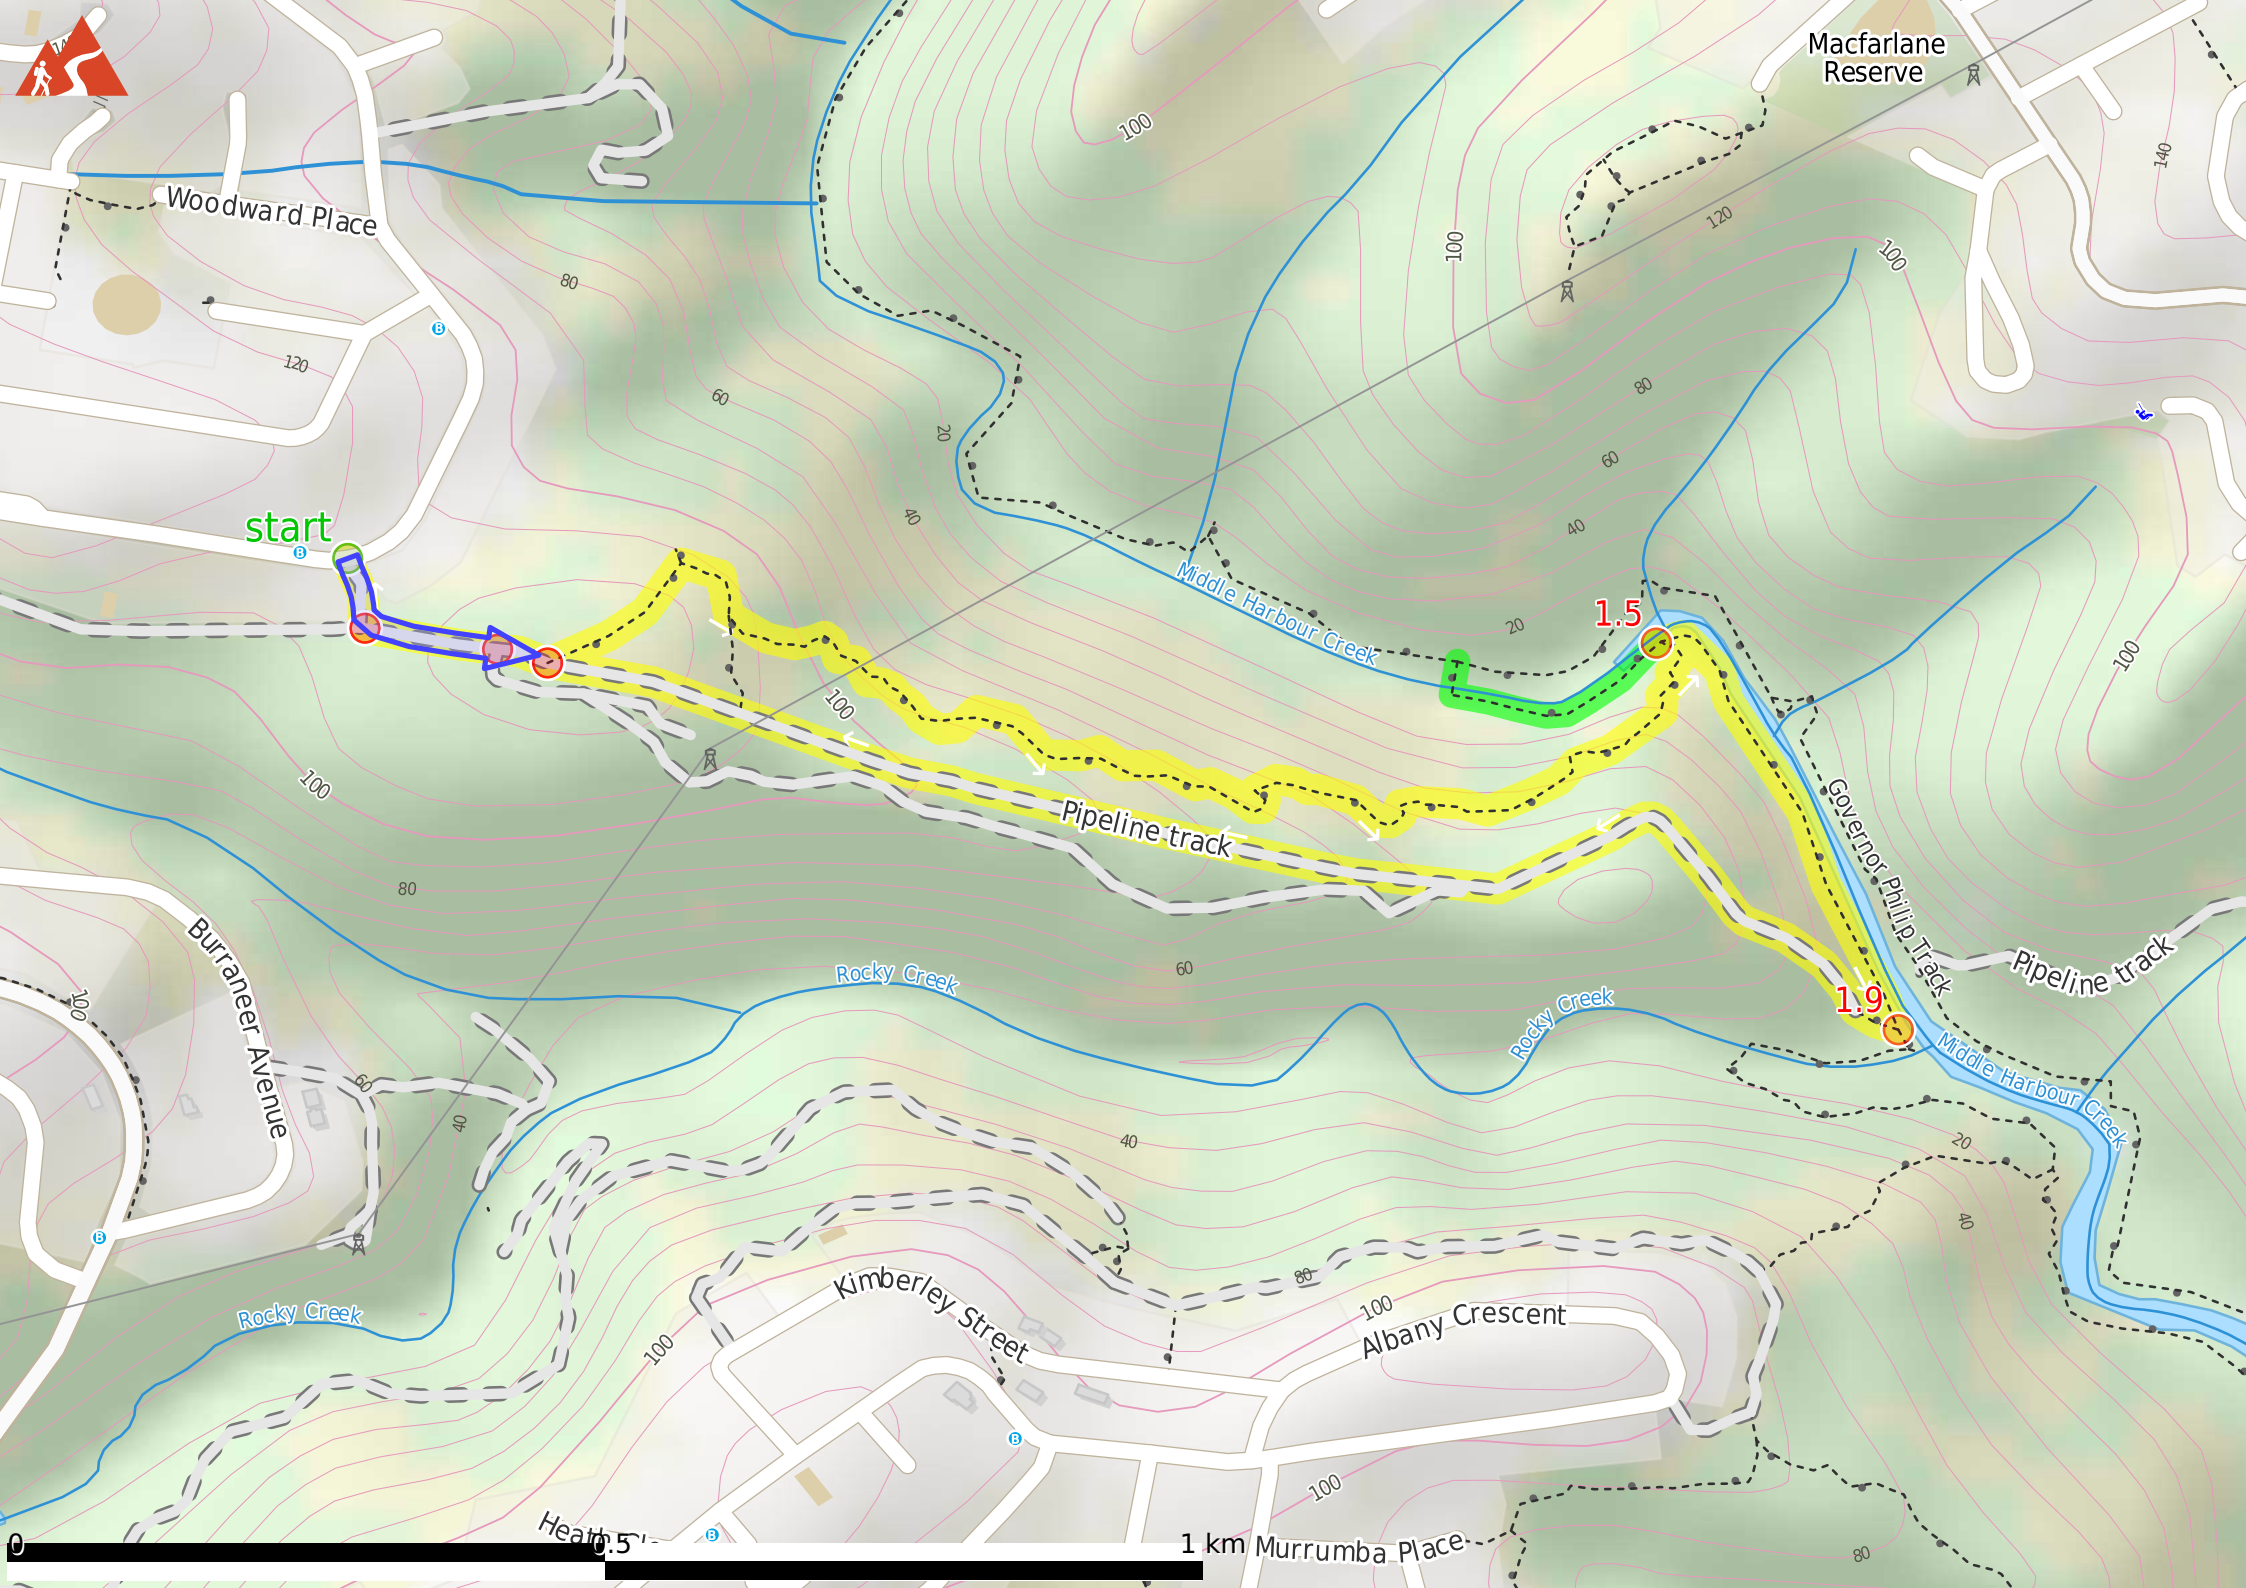 Macfarlane
Reserve
100
140
Woodward Place
120
100
100
80
120
80
60
20
60
40
40
start
B
B
Middle Harbour Creek
20
1.5
100
100
100
Pipeline track
Governor Phillip Track
80
Burraneer Avenue
Rocky Creek
60
Pipeline track
100
Rocky Creek
1.9
Middle Harbour Creek
60
40
40
20
40
B
Rocky Creek
Kimberley Street
80
100
Albany Crescent
100
B
100
B
0
0.5
1 km
Murrumba Place
80